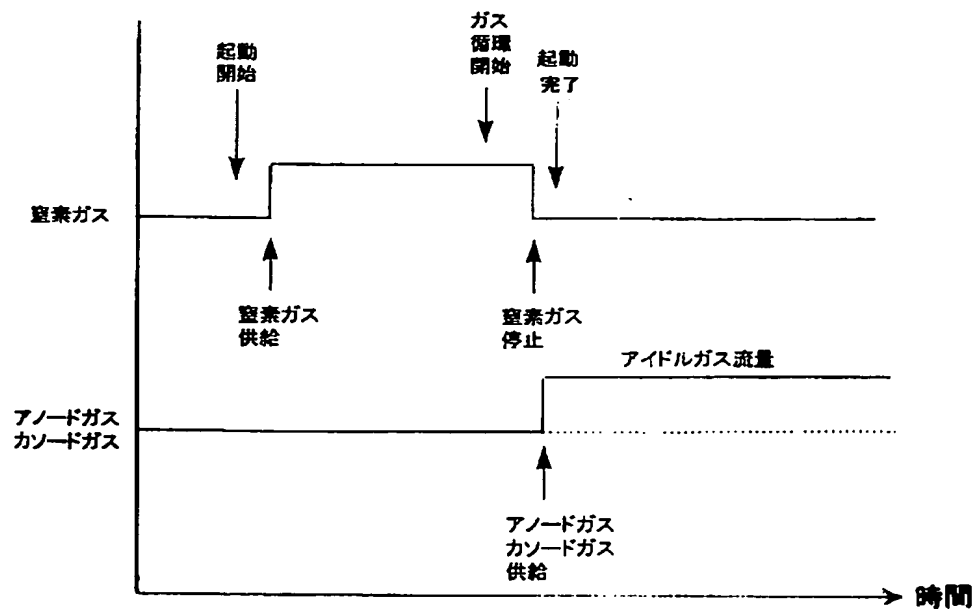 起動
開始
ガス
循環
開始
起動
完了
窒素ガス
窒素ガス
供給
窒素ガス
停止
アイドルガス流量
アノードガス
カソードガス
アノードガス
カソードガス
供給
時間